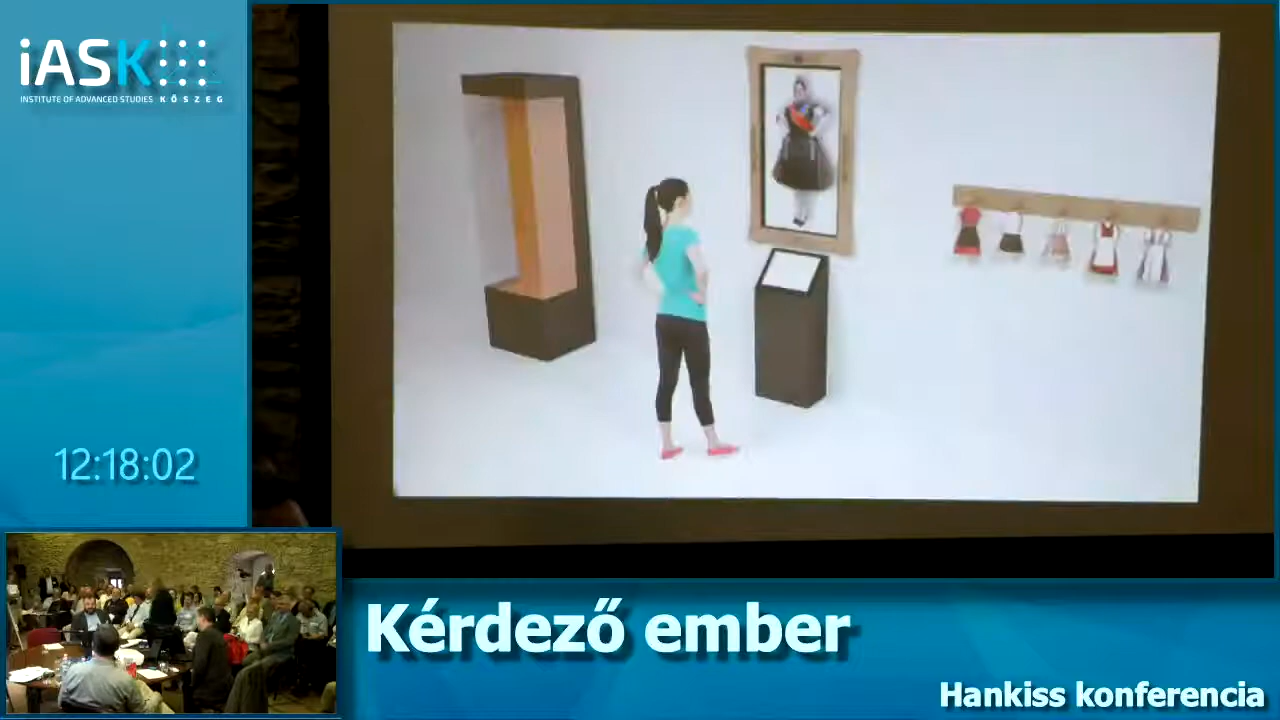 iASK
INSTITUTE OF ADVANCED STUDIES KŐSZEG
12:18:02
Kérdező ember
Hankiss konferencia